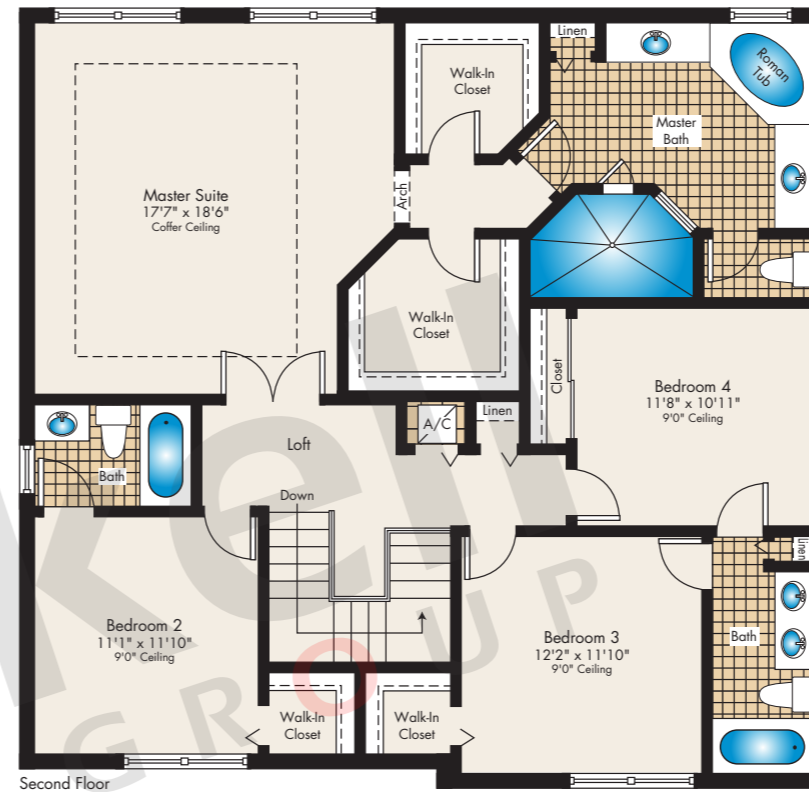 Linen
Walk-In
Closet
Roman
Tub
Master
Bath
Master Suite
17'7" x 18'6"
Coffer Ceiling
Arch
Walk-In
Closet
Closet
Bedroom 4
11'8" x 10'11"
9'0" Ceiling
A/C
Linen
Loft
Bath
Down
Linen
Bedroom 2
11'1" x 11'10"
9'0" Ceiling
Bedroom 3
12'2" x 11'10"
9'0" Ceiling
Bath
Walk-In
Closet
Walk-In
Closet
Second Floor
kell
GROUP